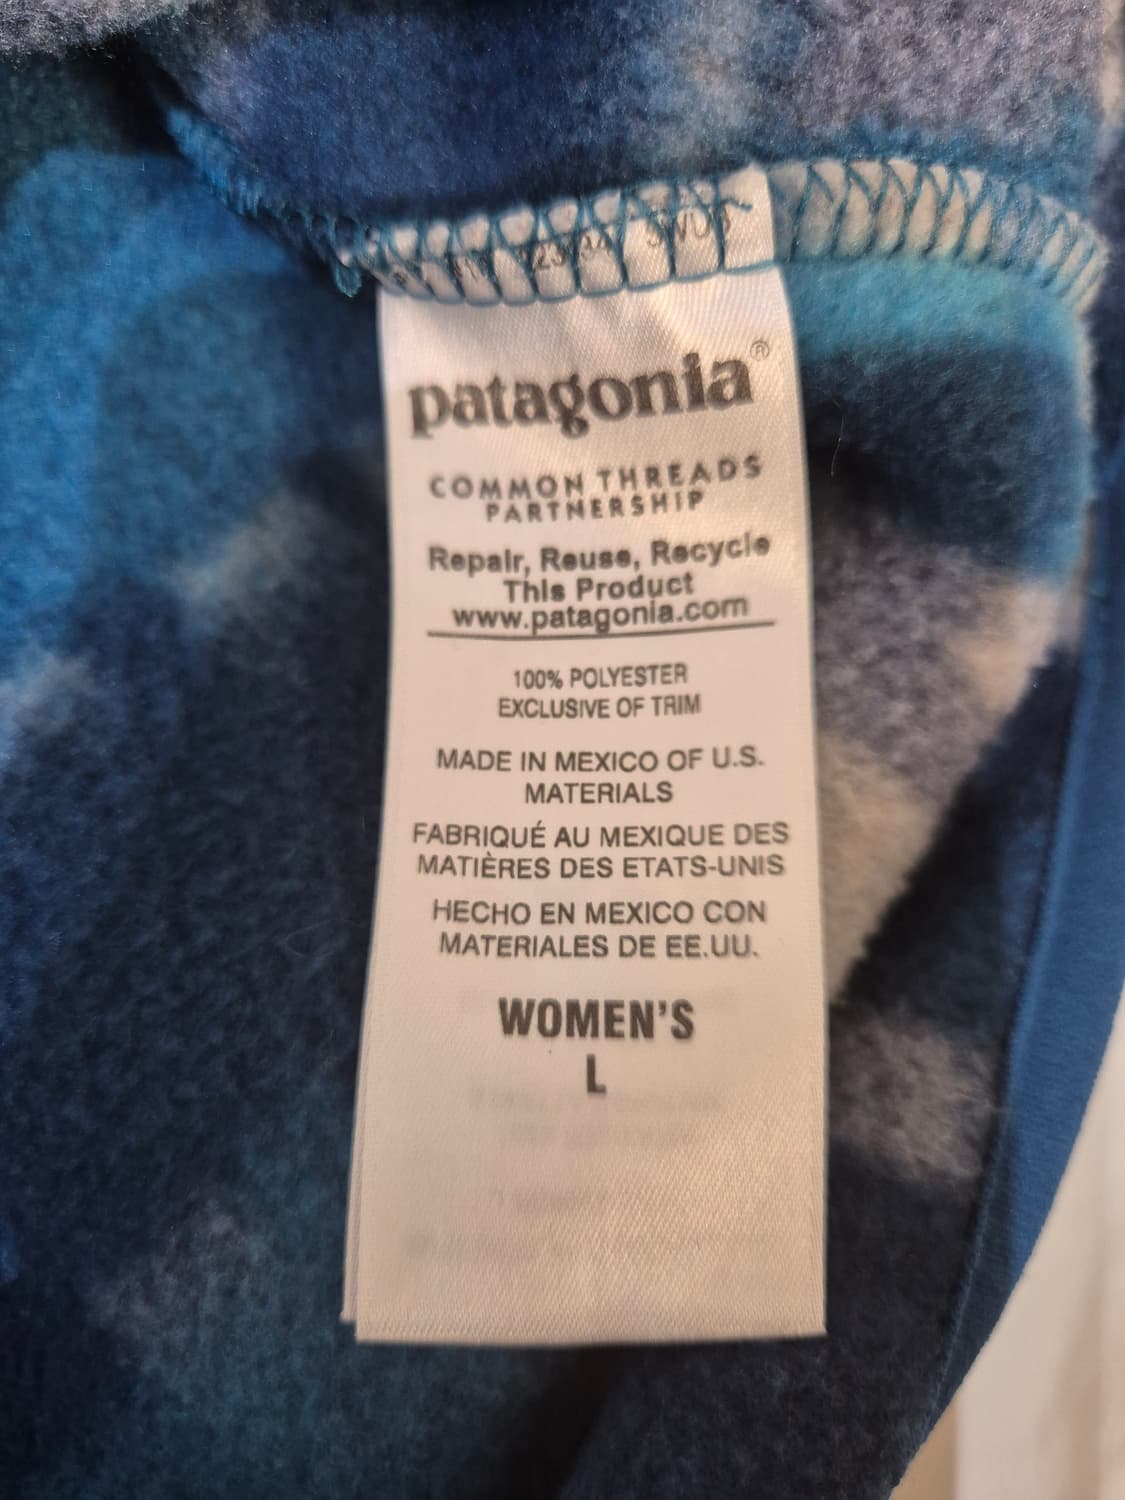 patagonia®
COMMON THREADS
PARTNERSHIP
Repair, Reuse, Recycle
This Product
www.patagonia.com
100% POLYESTER
EXCLUSIVE OF TRIM
MADE IN MEXICO OF U.S.
MATERIALS
FABRIQUÉ AU MEXIQUE DES
MATIÈRES DES ETATS-UNIS
HECHO EN MEXICO CON
MATERIALES DE EE.UU.
WOMEN'S
L